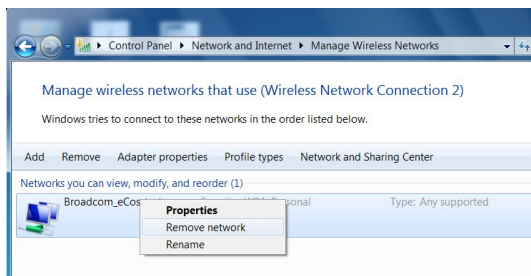 Control Panel ▸ Network and Internet ▸ Manage Wireless Networks
Manage wireless networks that use (Wireless Network Connection 2)
Windows tries to connect to these networks in the order listed below.
Add Remove Adapter properties Profile types Network and Sharing Center
Networks you can view, modify, and reorder (1)
Type: Any supported
Properties
Remove network
Rename